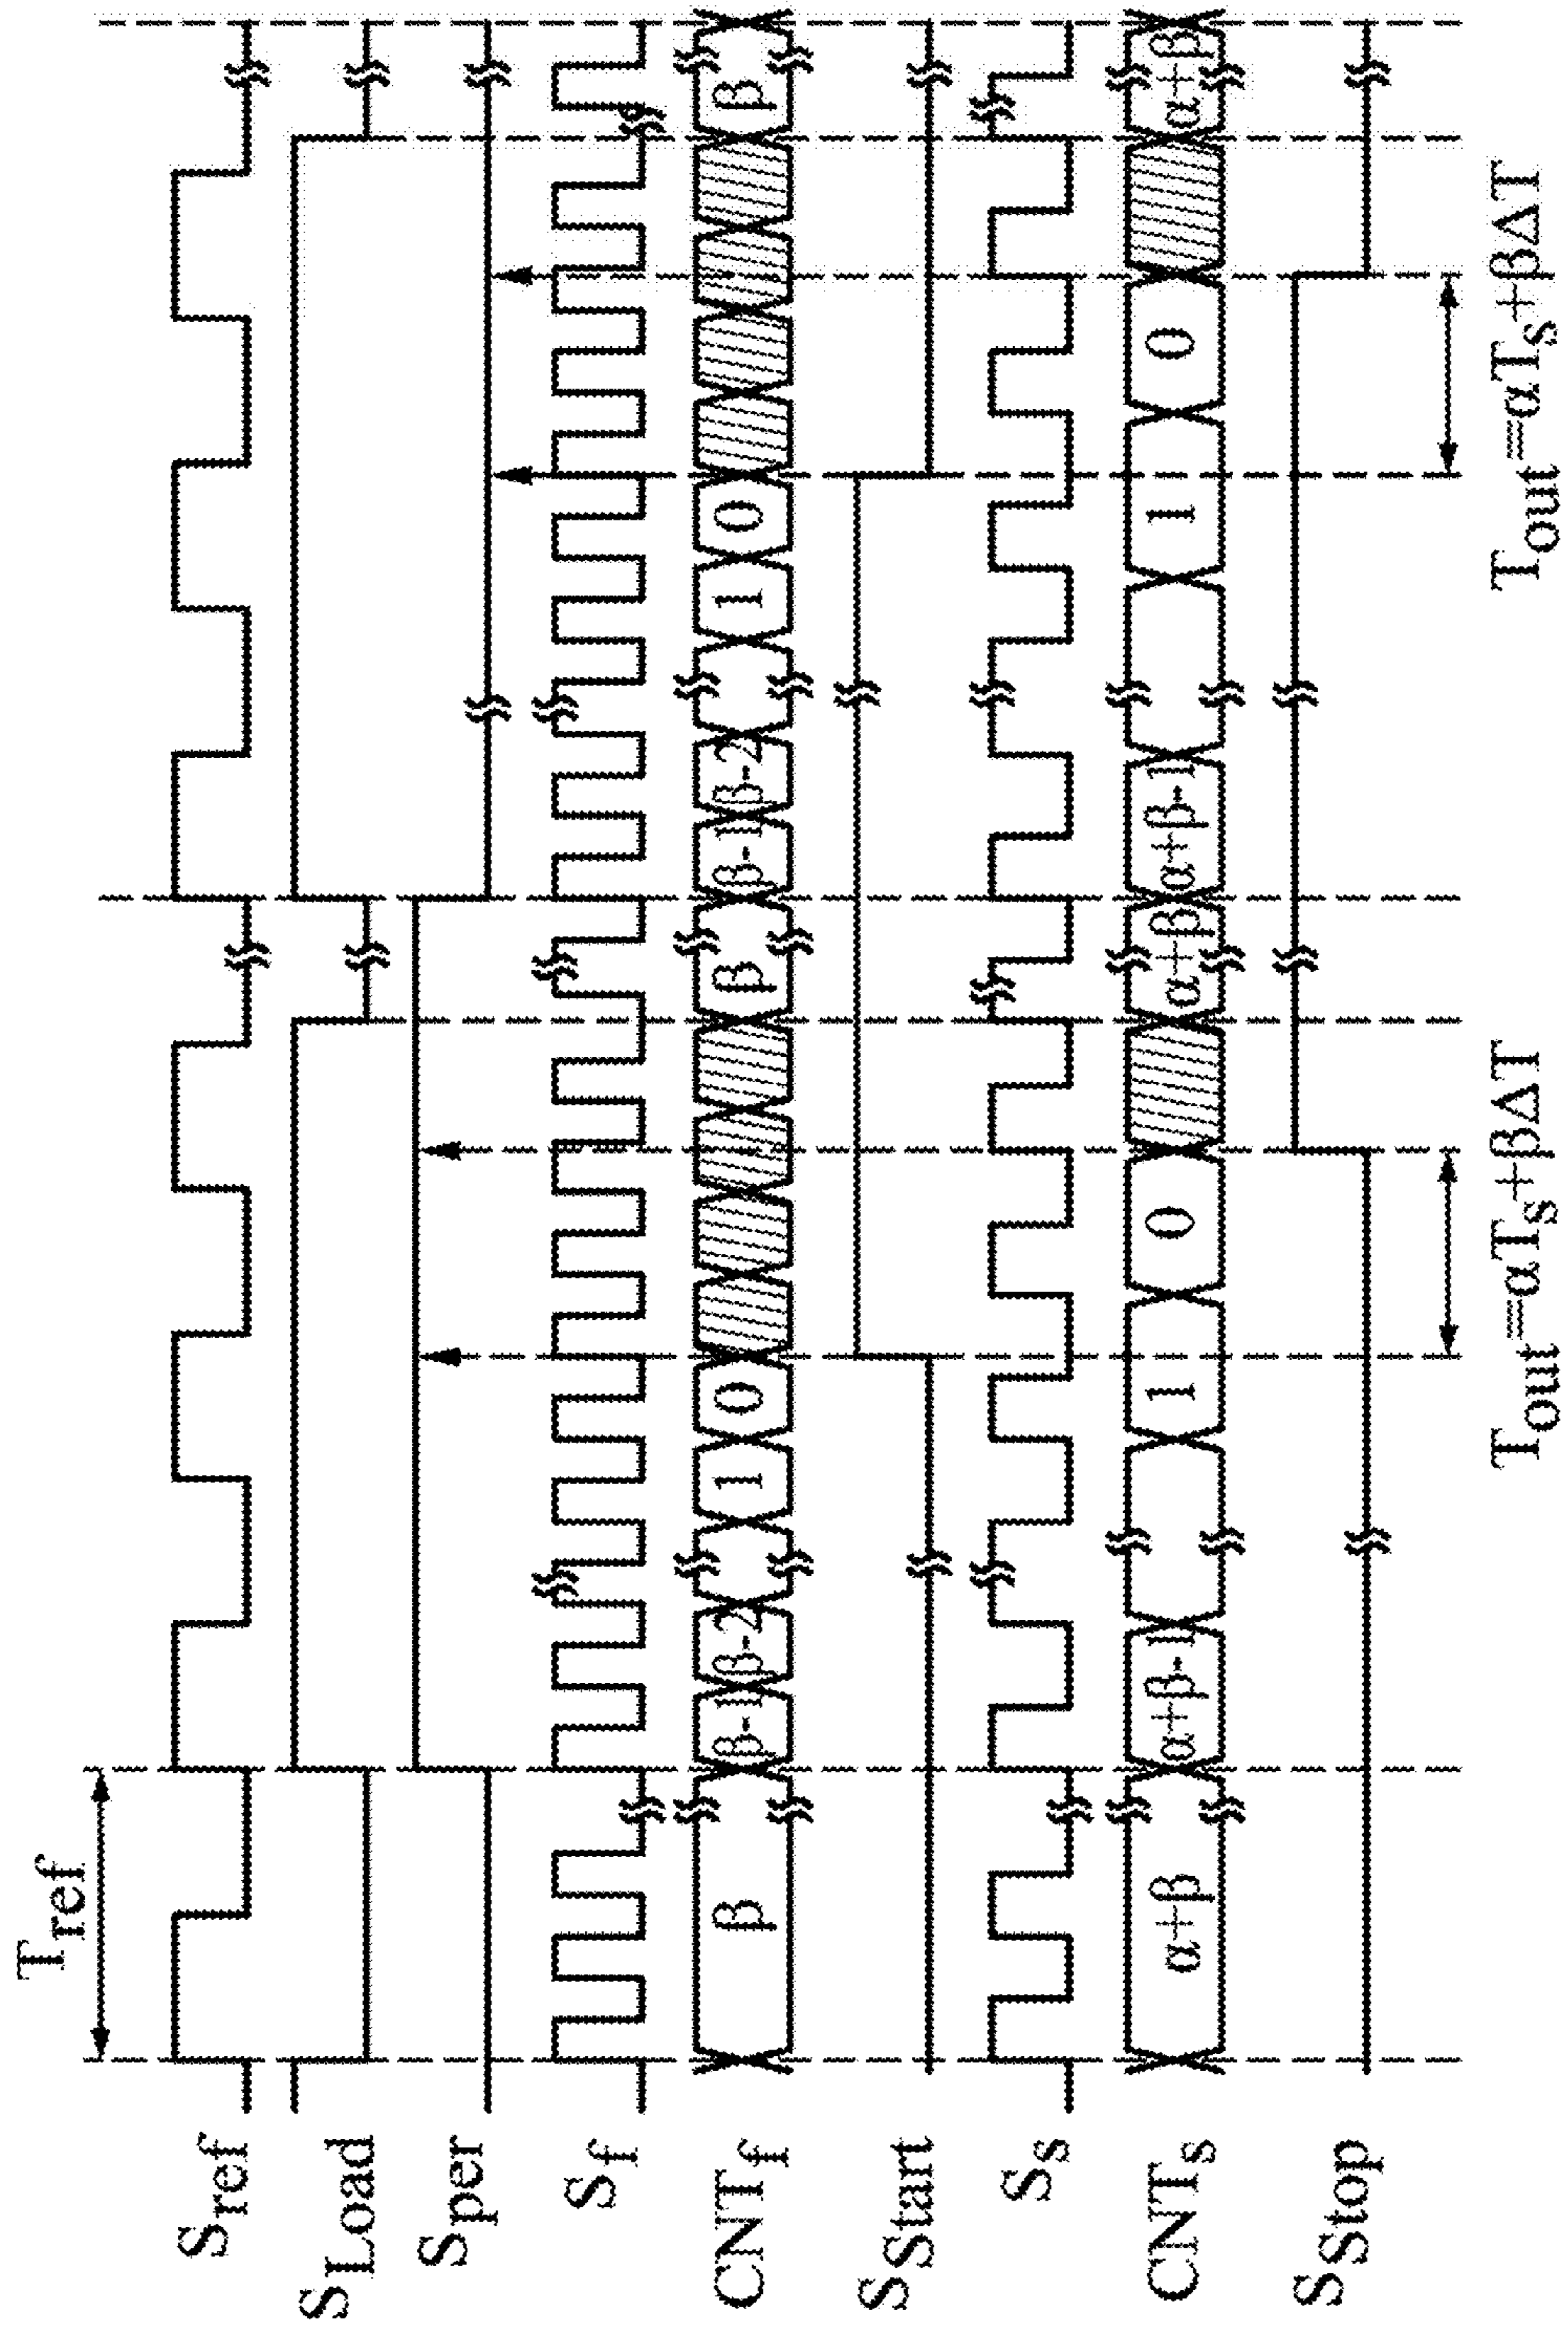 T_ref
S_ref
S_Load
S_per
S_f
CNT_f β β-1 β-2 1 0 β β-1 β-2 1 0 β
S_Start
S_s
CNT_s α+β α+β-1 1 0 α+β α+β-1 1 0 α+β
S_Stop
T_out=αT_s+βΔT T_out=αT_s+βΔT